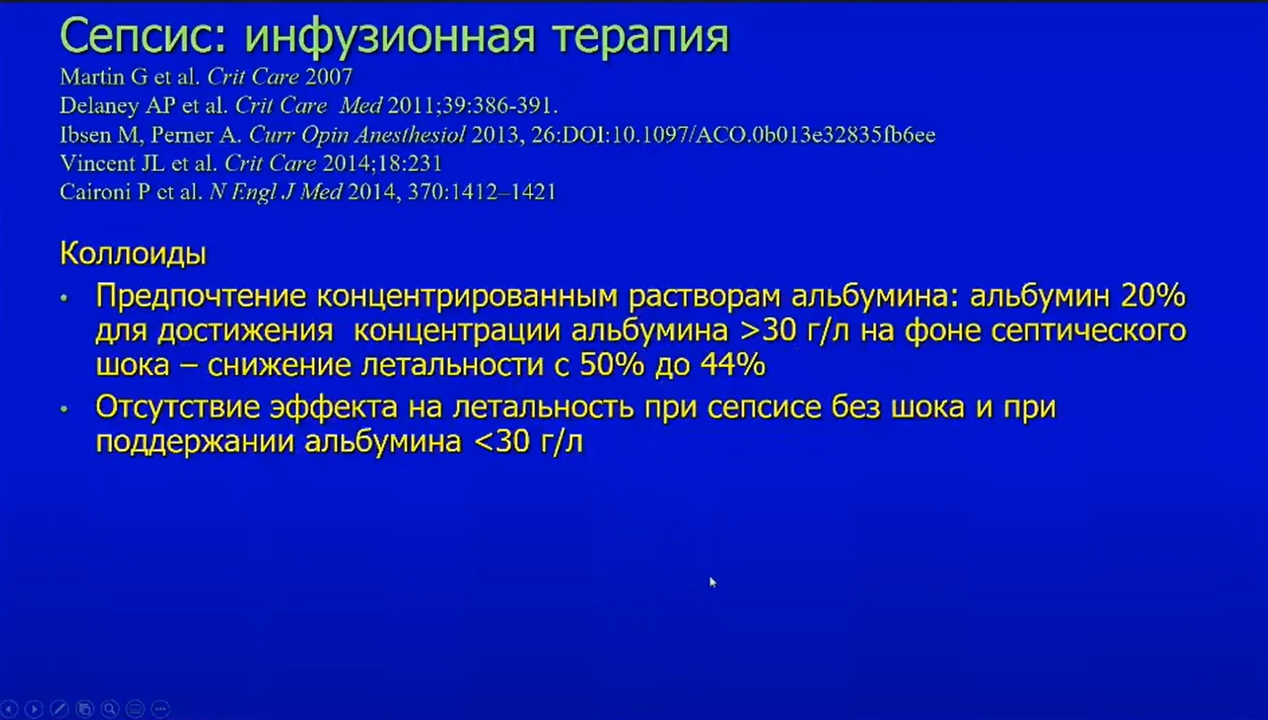 Сепсис: инфузионная терапия
Martin G et al. Crit Care 2007
Delaney AP et al. Crit Care Med 2011;39:386-391.
Ibsen M, Perner A. Curr Opin Anesthesiol 2013, 26:DOI:10.1097/ACO.0b013e32835fb6ee
Vincent JL et al. Crit Care 2014;18:231
Caironi P et al. N Engl J Med 2014, 370:1412–1421
Коллоиды
• Предпочтение концентрированным растворам альбумина: альбумин 20%
для достижения концентрации альбумина >30 г/л на фоне септического
шока – снижение летальности с 50% до 44%
• Отсутствие эффекта на летальность при сепсисе без шока и при
поддержании альбумина <30 г/л